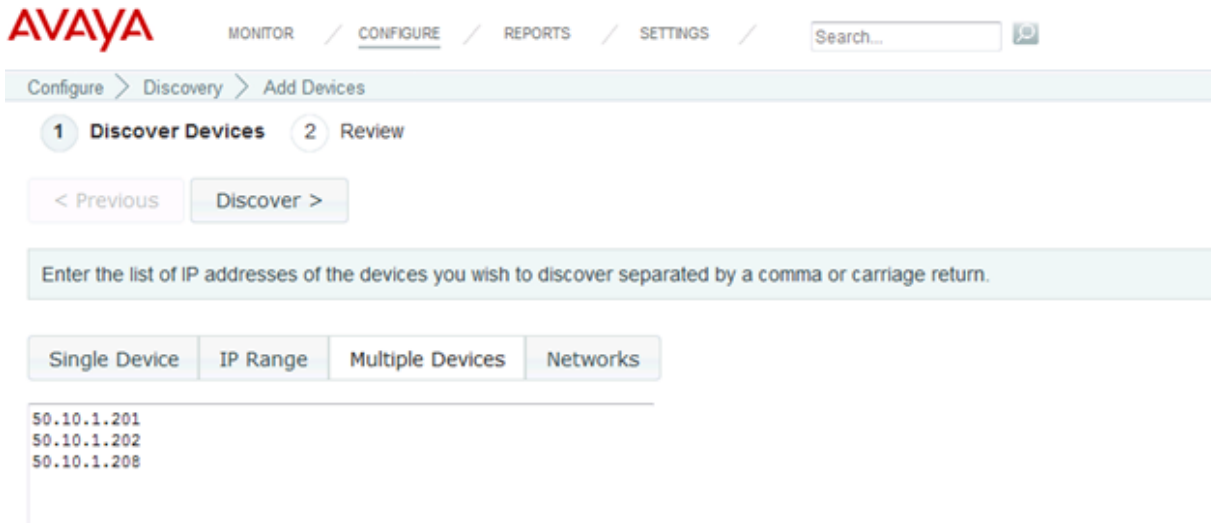 AVAYA MONITOR / CONFIGURE / REPORTS / SETTINGS / Search...
Configure > Discovery > Add Devices
1 Discover Devices 2 Review
< Previous Discover >
Enter the list of IP addresses of the devices you wish to discover separated by a comma or carriage return.
Single Device IP Range Multiple Devices Networks
50.10.1.201
50.10.1.202
50.10.1.208